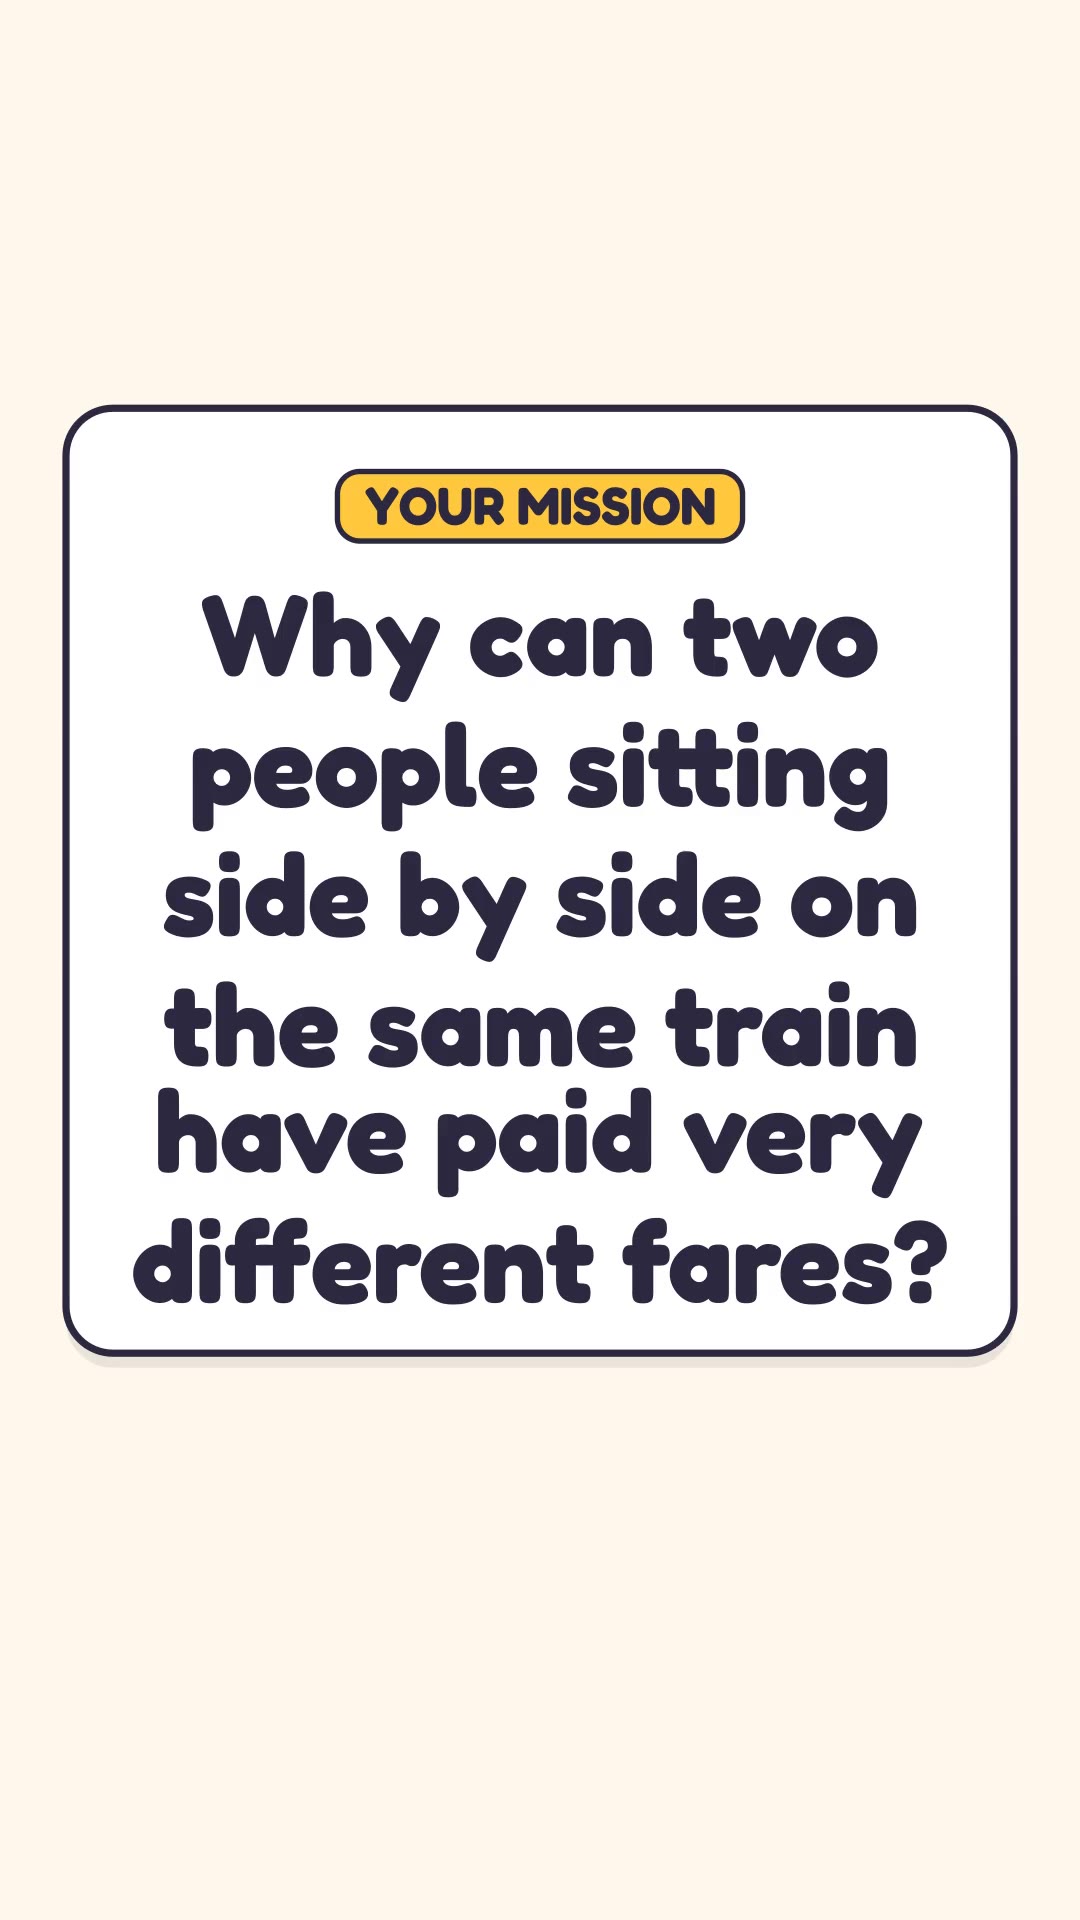 YOUR MISSION
Why can two
people sitting
side by side on
the same train
have paid very
different fares?